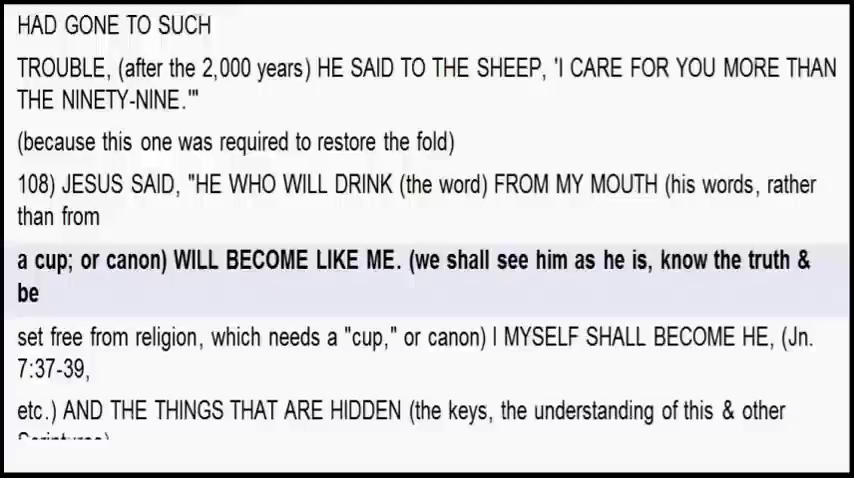 HAD GONE TO SUCH
TROUBLE, (after the 2,000 years) HE SAID TO THE SHEEP, 'I CARE FOR YOU MORE THAN
THE NINETY-NINE.'"
(because this one was required to restore the fold)
108) JESUS SAID, "HE WHO WILL DRINK (the word) FROM MY MOUTH (his words, rather
than from
a cup; or canon) WILL BECOME LIKE ME. (we shall see him as he is, know the truth &
be
set free from religion, which needs a "cup," or canon) I MYSELF SHALL BECOME HE, (Jn.
7:37-39,
etc.) AND THE THINGS THAT ARE HIDDEN (the keys, the understanding of this & other